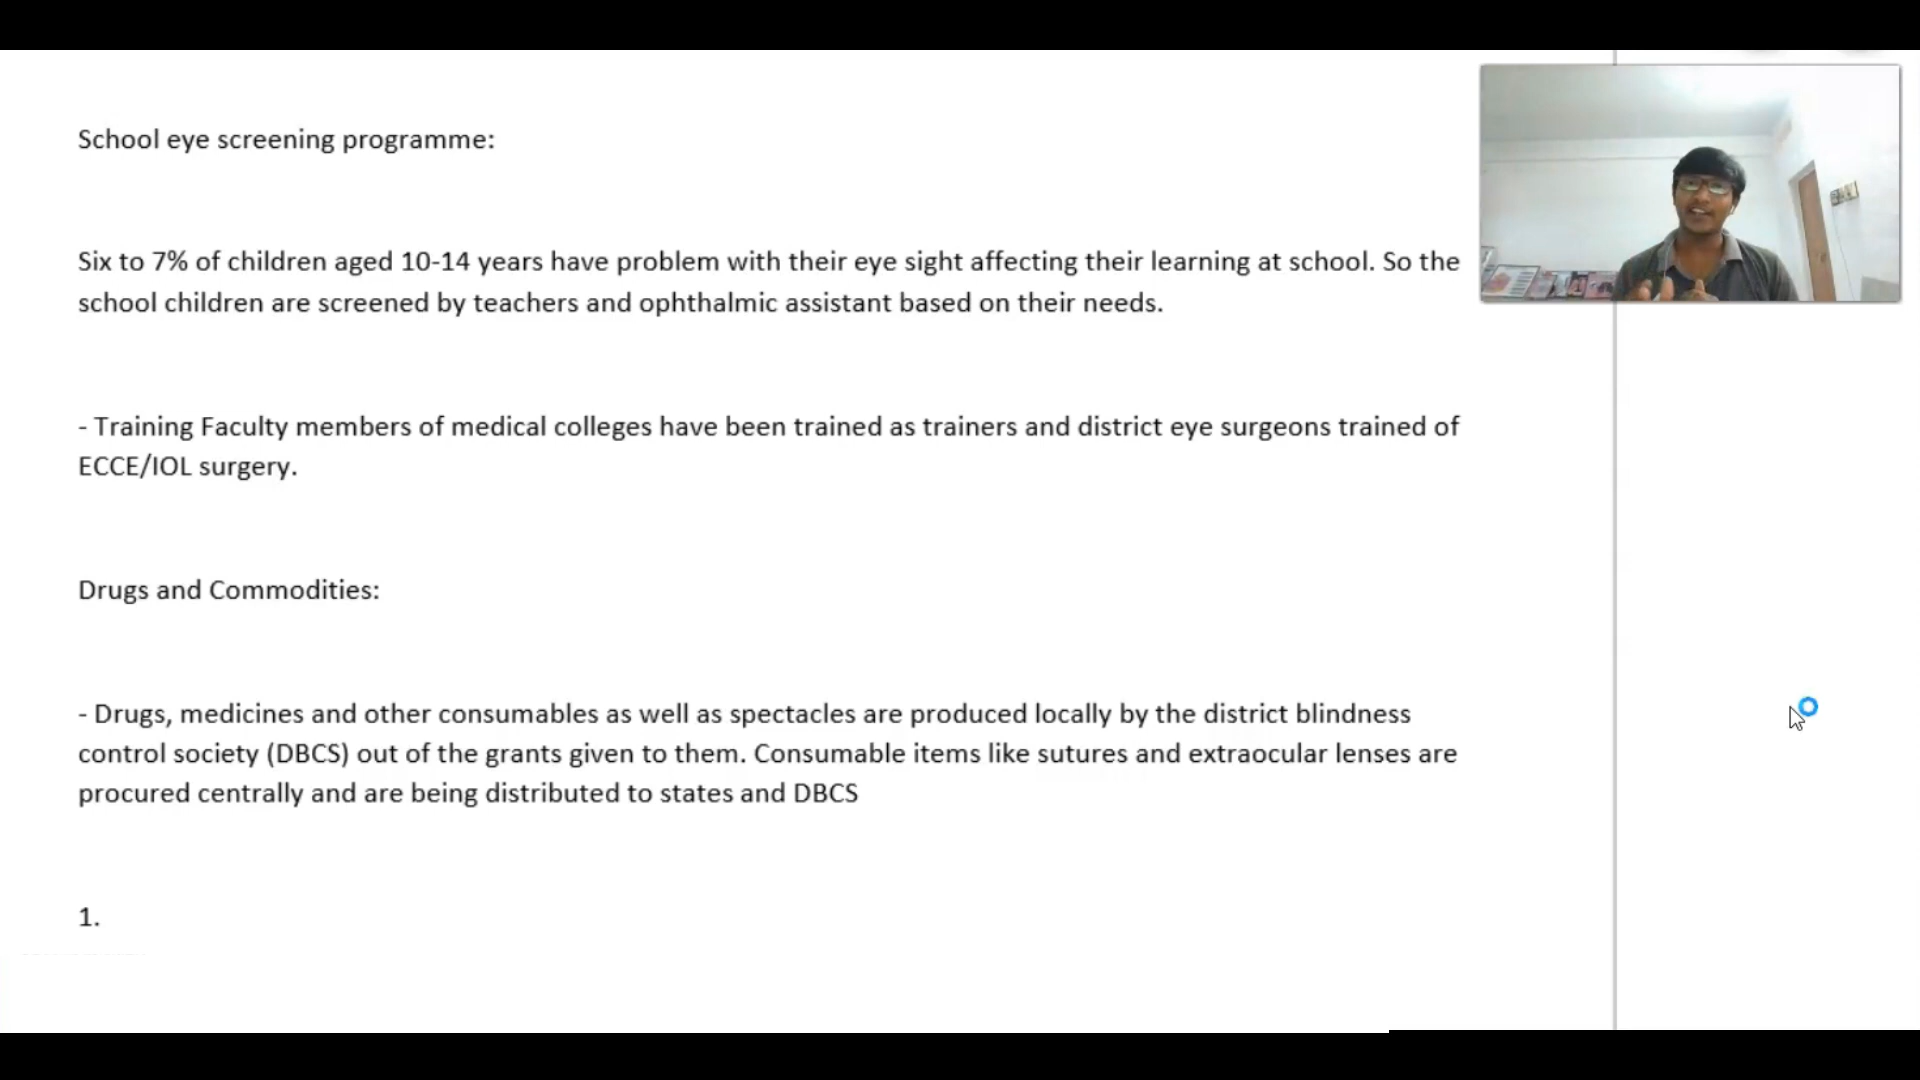 School eye screening programme:
Six to 7% of children aged 10-14 years have problem with their eye sight affecting their learning at school. So the
school children are screened by teachers and ophthalmic assistant based on their needs.
- Training Faculty members of medical colleges have been trained as trainers and district eye surgeons trained of
ECCE/IOL surgery.
Drugs and Commodities:
- Drugs, medicines and other consumables as well as spectacles are produced locally by the district blindness
control society (DBCS) out of the grants given to them. Consumable items like sutures and extraocular lenses are
procured centrally and are being distributed to states and DBCS
1.